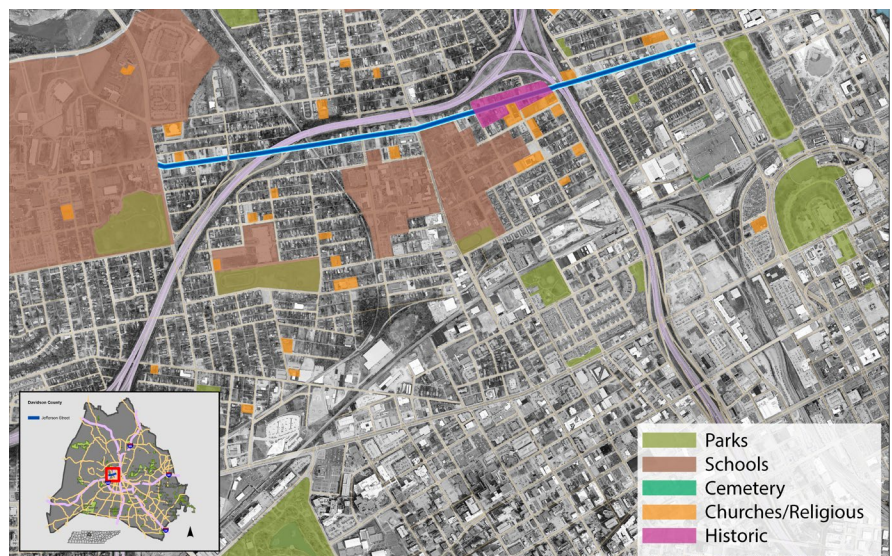 Davidson County
Jefferson Street
Parks
Schools
Cemetery
Churches/Religious
Historic